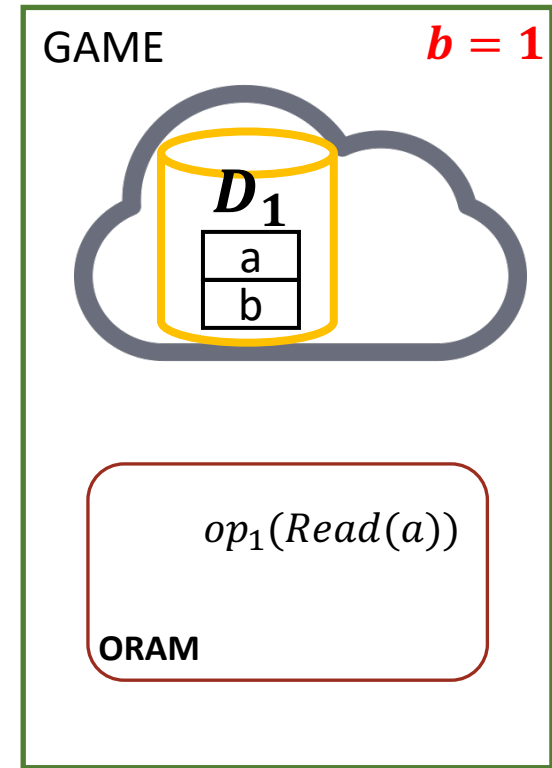 GAME
b = 1
D₁
a
b
op₁(Read(a))
ORAM